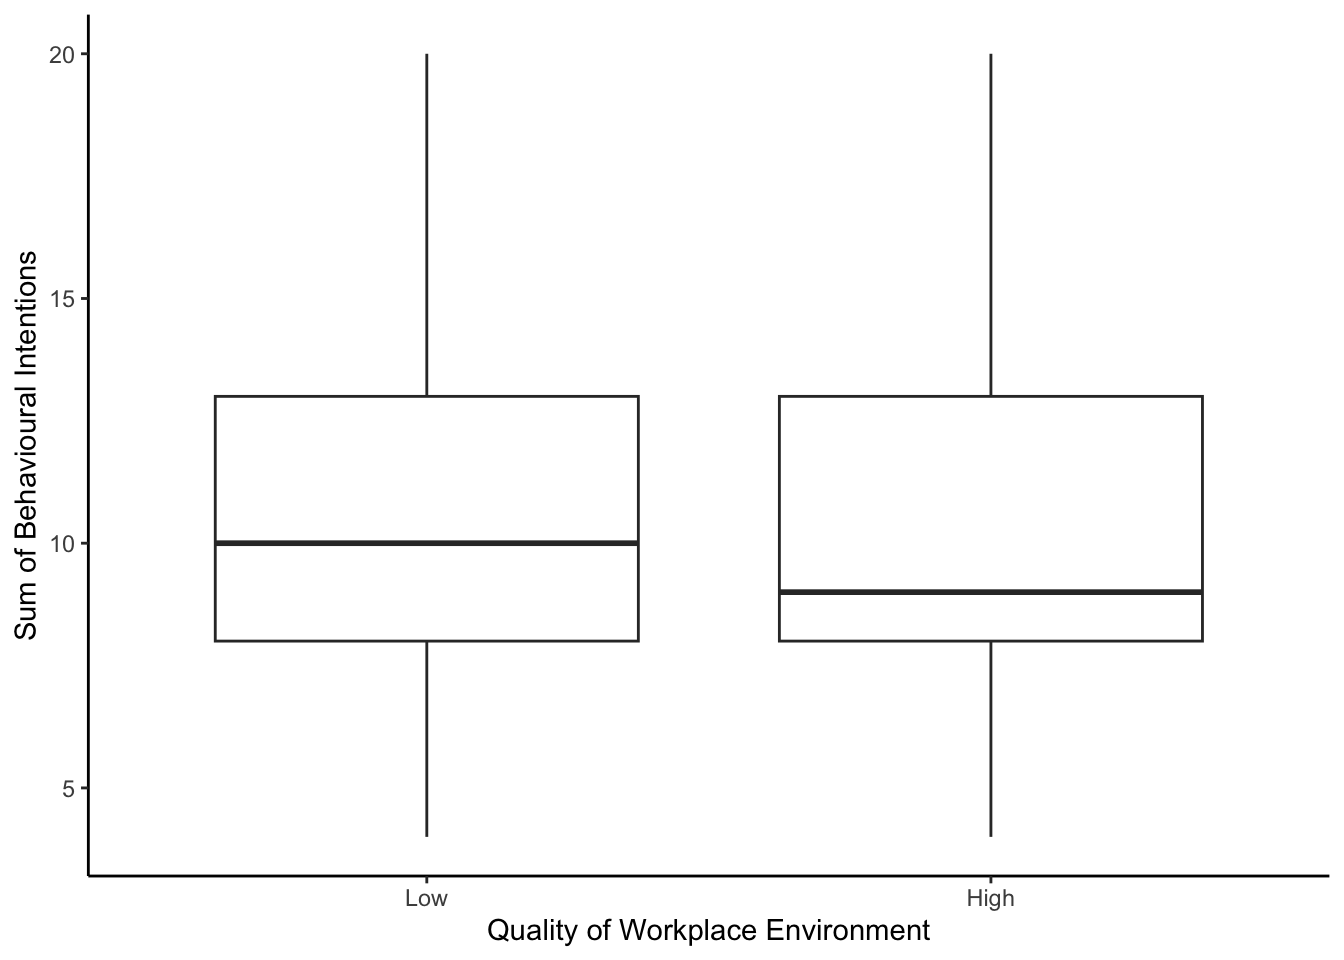 Sum of Behavioural Intentions
20
15
10
5
Low
High
Quality of Workplace Environment